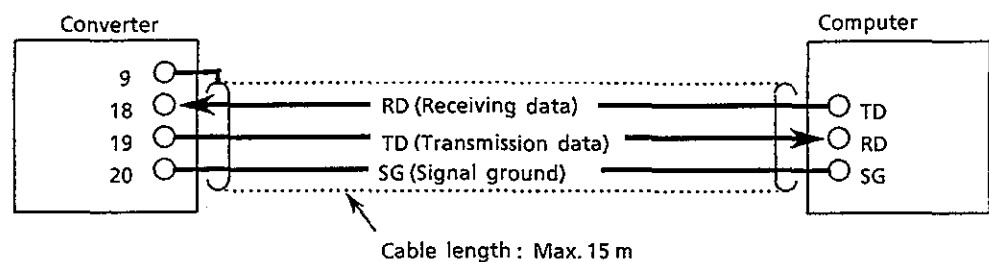 Converter
Computer
9
18 RD (Receiving data) TD
19 TD (Transmission data) RD
20 SG (Signal ground) SG
Cable length : Max. 15 m